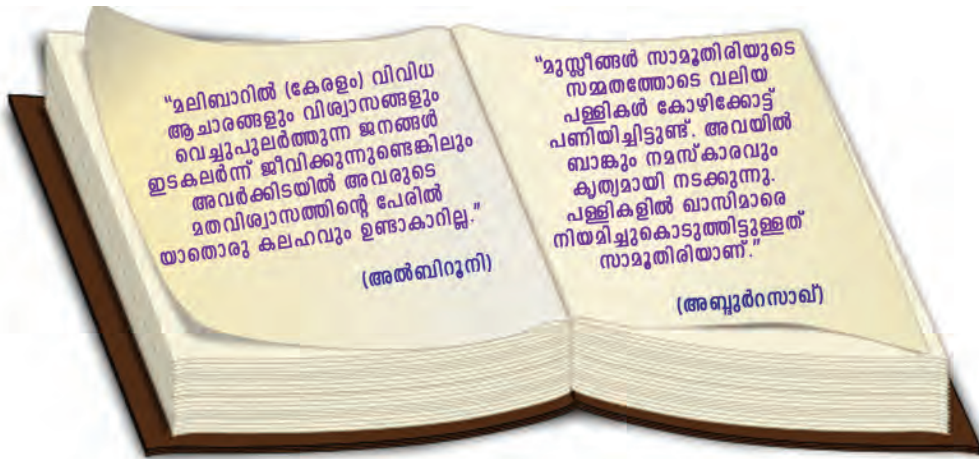 “മലിബാറിൽ (കേരളം) വിവിധ
ആചാരങ്ങളും വിശ്വാസങ്ങളും
വെച്ചുപുലർത്തുന്ന ജനങ്ങൾ
ഇടകലർന്ന് ജീവിക്കുന്നുണ്ടെങ്കിലും
അവർക്കിടയിൽ അവരുടെ
മതവിശ്വാസത്തിന്റെ പേരിൽ
യാതൊരു കലഹവും ഉണ്ടാകാറില്ല.”
(അൽബിറൂനി)
“മുസ്ലീങ്ങൾ സാമൂതിരിയുടെ
സമ്മതത്തോടെ വലിയ
പള്ളികൾ കോഴിക്കോട്ട്
പണിയിച്ചിട്ടുണ്ട്. അവയിൽ
ബാങ്കും നമസ്കാരവും
കൃത്യമായി നടക്കുന്നു.
പള്ളികളിൽ ഖാസിമാരെ
നിയമിച്ചുകൊടുത്തിട്ടുള്ളത്
സാമൂതിരിയാണ്.”
(അബ്ദുർറസാഖ്)